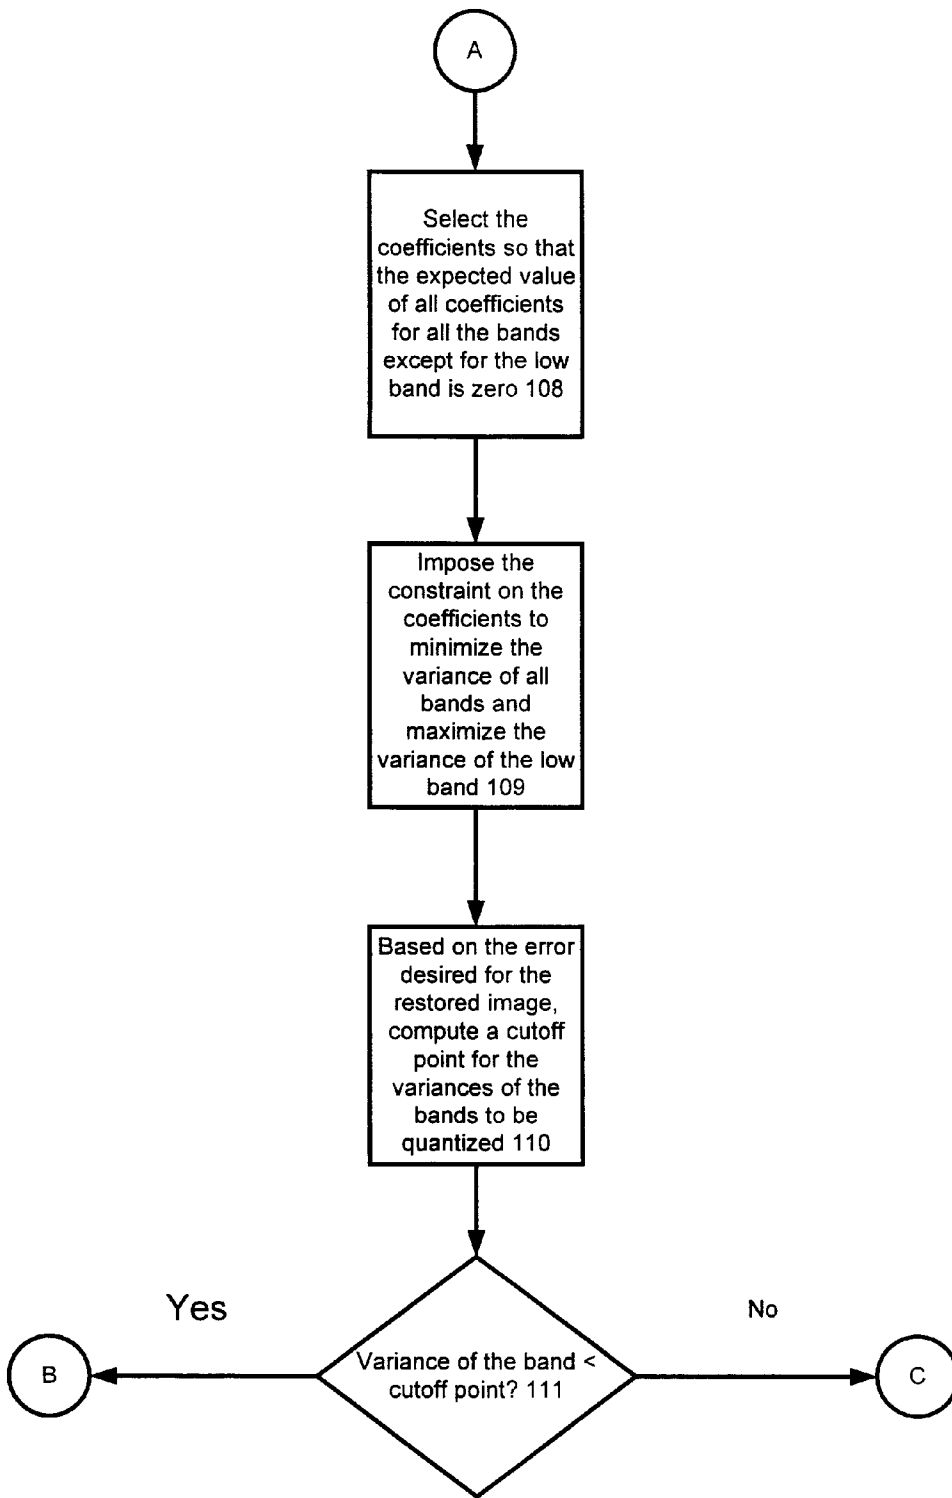 A
Select the
coefficients so that
the expected value
of all coefficients
for all the bands
except for the low
band is zero 108
Impose the
constraint on the
coefficients to
minimize the
variance of all
bands and
maximize the
variance of the low
band 109
Based on the error
desired for the
restored image,
compute a cutoff
point for the
variances of the
bands to be
quantized 110
Yes
No
B
Variance of the band <
cutoff point? 111
C